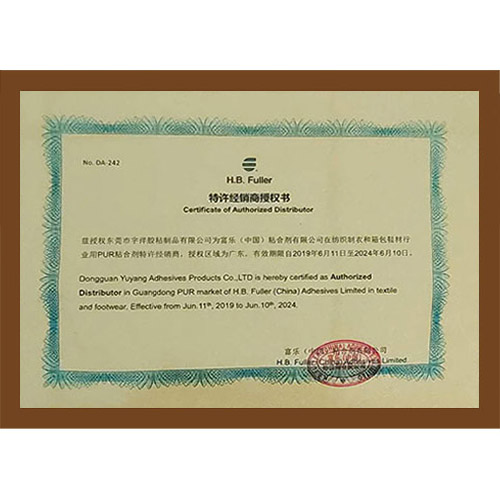 No. DA-242
H.B. Fuller
特许经销商授权书
Certificate of Authorized Distributor
兹授权东莞市宇洋胶粘制品有限公司为富乐（中国）粘合剂有限公司在纺织制衣和箱包鞋材行
业用PUR粘合剂特许经销商，授权区域为广东，有效期限自2019年6月11日至2024年6月10日。
Dongguan Yuyang Adhesives Products Co.,LTD is hereby certified as Authorized
Distributor in Guangdong PUR market of H.B. Fuller (China) Adhesives Limited in textile
and footwear, Effective from Jun.11th, 2019 to Jun.10th, 2024.
富乐（ 公司
H.B. Fuller Limited